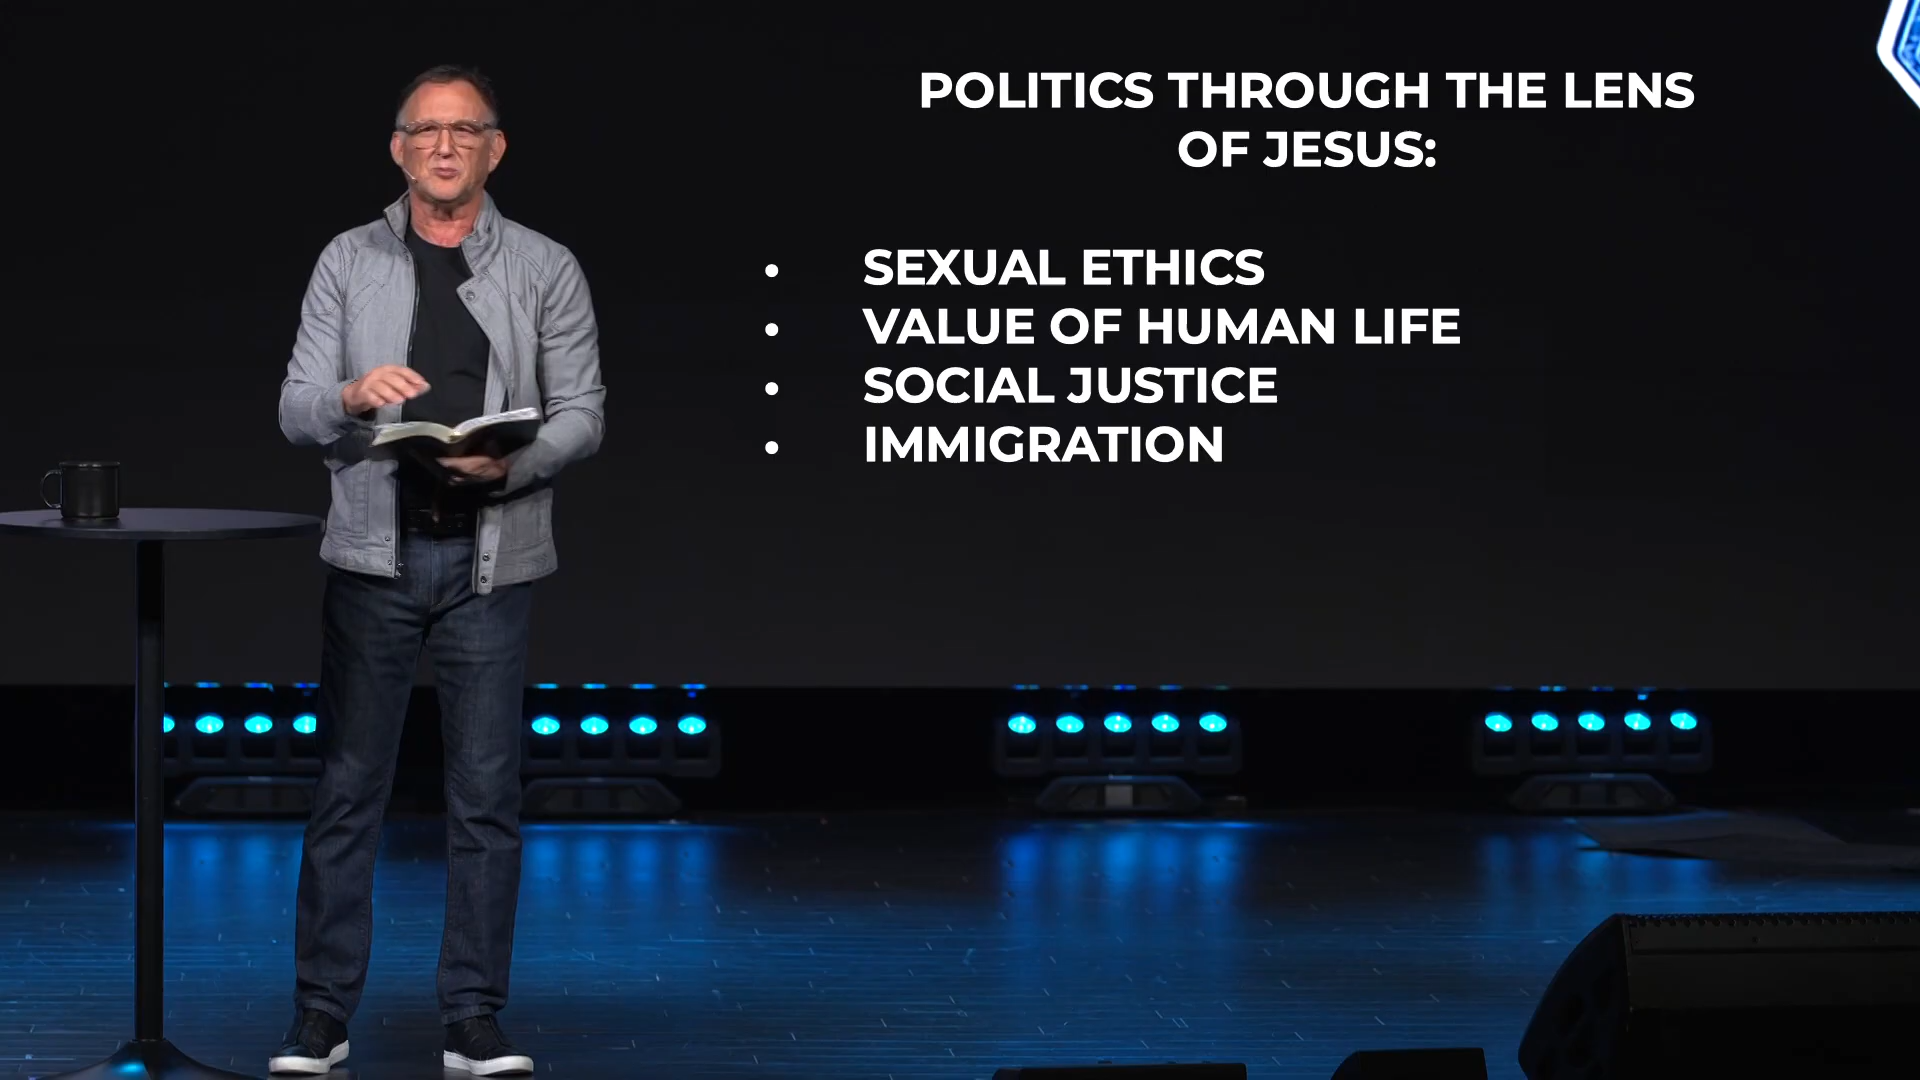 POLITICS THROUGH THE LENS
OF JESUS:
• SEXUAL ETHICS
• VALUE OF HUMAN LIFE
• SOCIAL JUSTICE
• IMMIGRATION